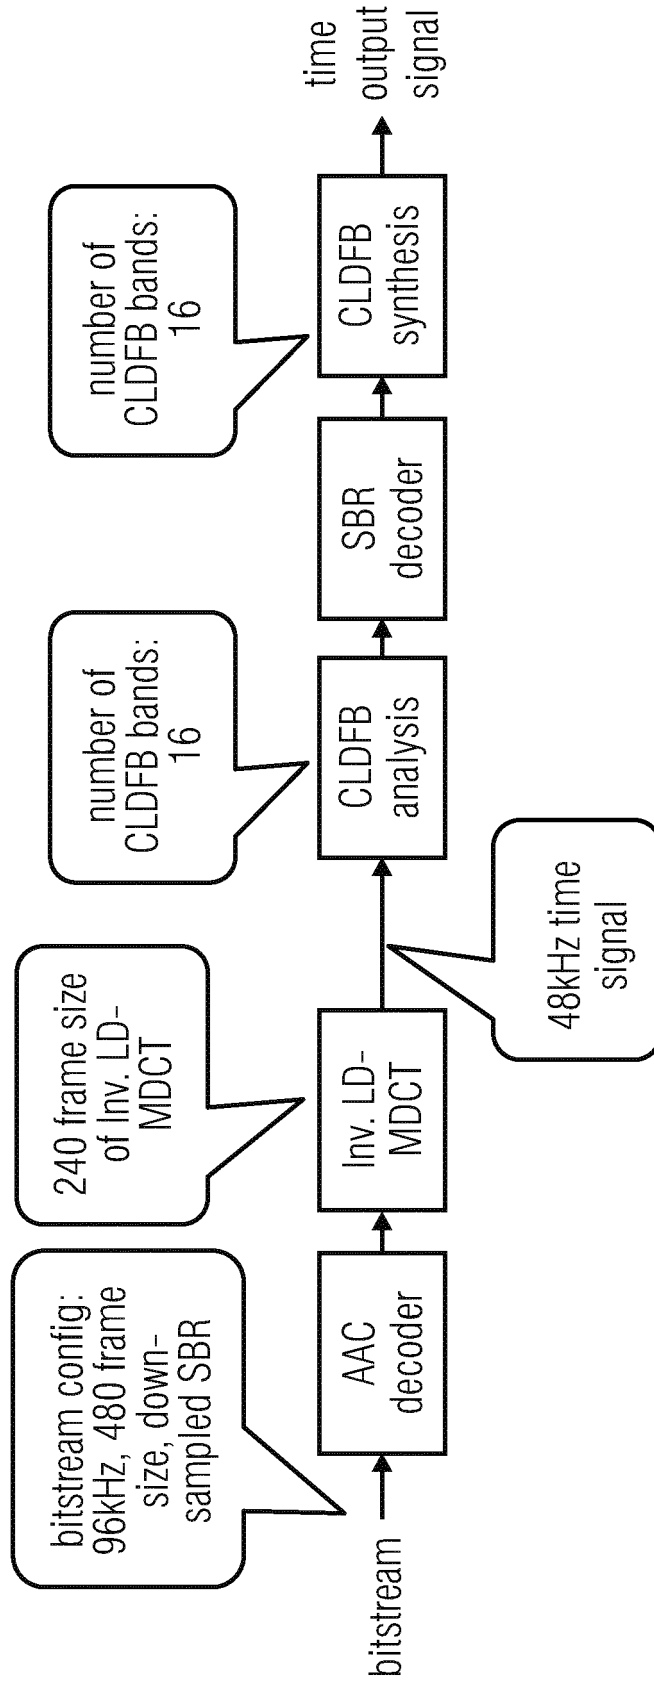 bitstream config:
96kHz, 480 frame
size, down-
sampled SBR
240 frame size
of Inv. LD-
MDCT
number of
CLDFB bands:
16
number of
CLDFB bands:
16
bitstream
AAC
decoder
Inv. LD-
MDCT
CLDFB
analysis
SBR
decoder
CLDFB
synthesis
time
output
signal
48kHz time
signal